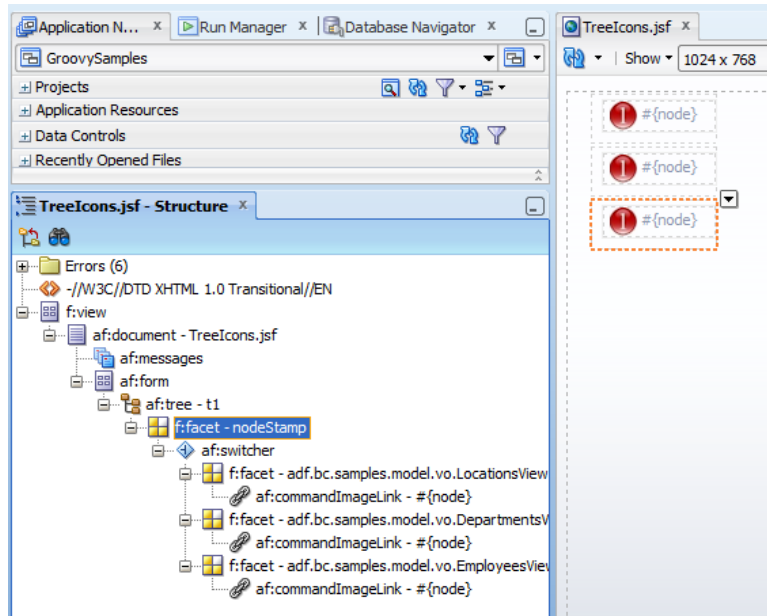 Application N... x Run Manager x Database Navigator x
GroovySamples
Projects
Application Resources
Data Controls
Recently Opened Files
TreeIcons.jsf - Structure x
Errors (6)
-//W3C//DTD XHTML 1.0 Transitional//EN
f:view
af:document - TreeIcons.jsf
af:messages
af:form
af:tree - t1
f:facet - nodeStamp
af:switcher
f:facet - adf.bc.samples.model.vo.LocationsView
af:commandImageLink - #{node}
f:facet - adf.bc.samples.model.vo.DepartmentsV
af:commandImageLink - #{node}
f:facet - adf.bc.samples.model.vo.EmployeesView
af:commandImageLink - #{node}
TreeIcons.jsf x
Show 1024 x 768
1 #{node}
1 #{node}
1 #{node}